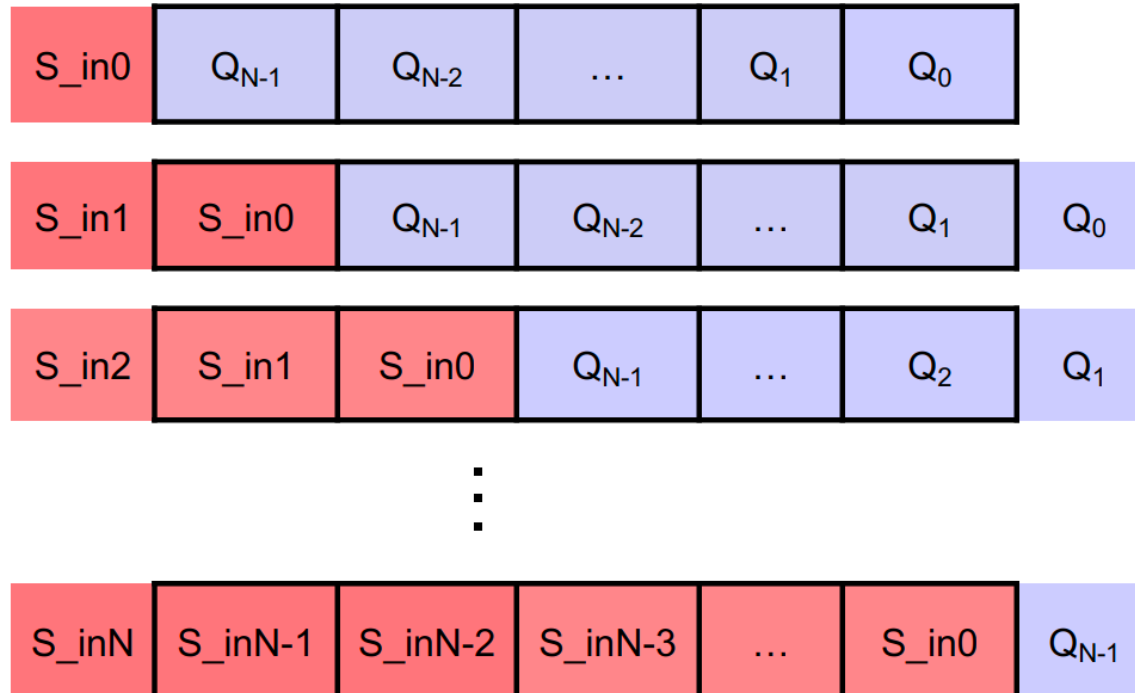 S_in0 Q_{N-1} Q_{N-2} … Q_1 Q_0
S_in1 S_in0 Q_{N-1} Q_{N-2} … Q_1 Q_0
S_in2 S_in1 S_in0 Q_{N-1} … Q_2 Q_1
⋮
S_inN S_inN-1 S_inN-2 S_inN-3 … S_in0 Q_{N-1}